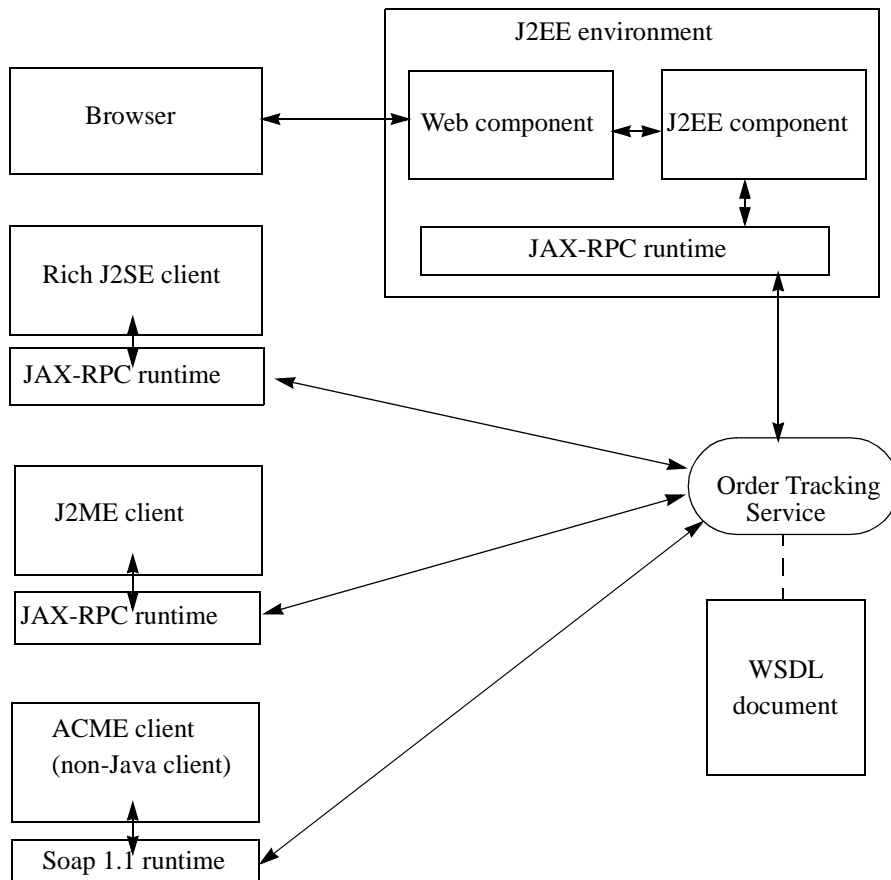 J2EE environment
Browser
Web component
J2EE component
JAX-RPC runtime
Rich J2SE client
JAX-RPC runtime
J2ME client
JAX-RPC runtime
Order Tracking
Service
WSDL
document
ACME client
(non-Java client)
Soap 1.1 runtime